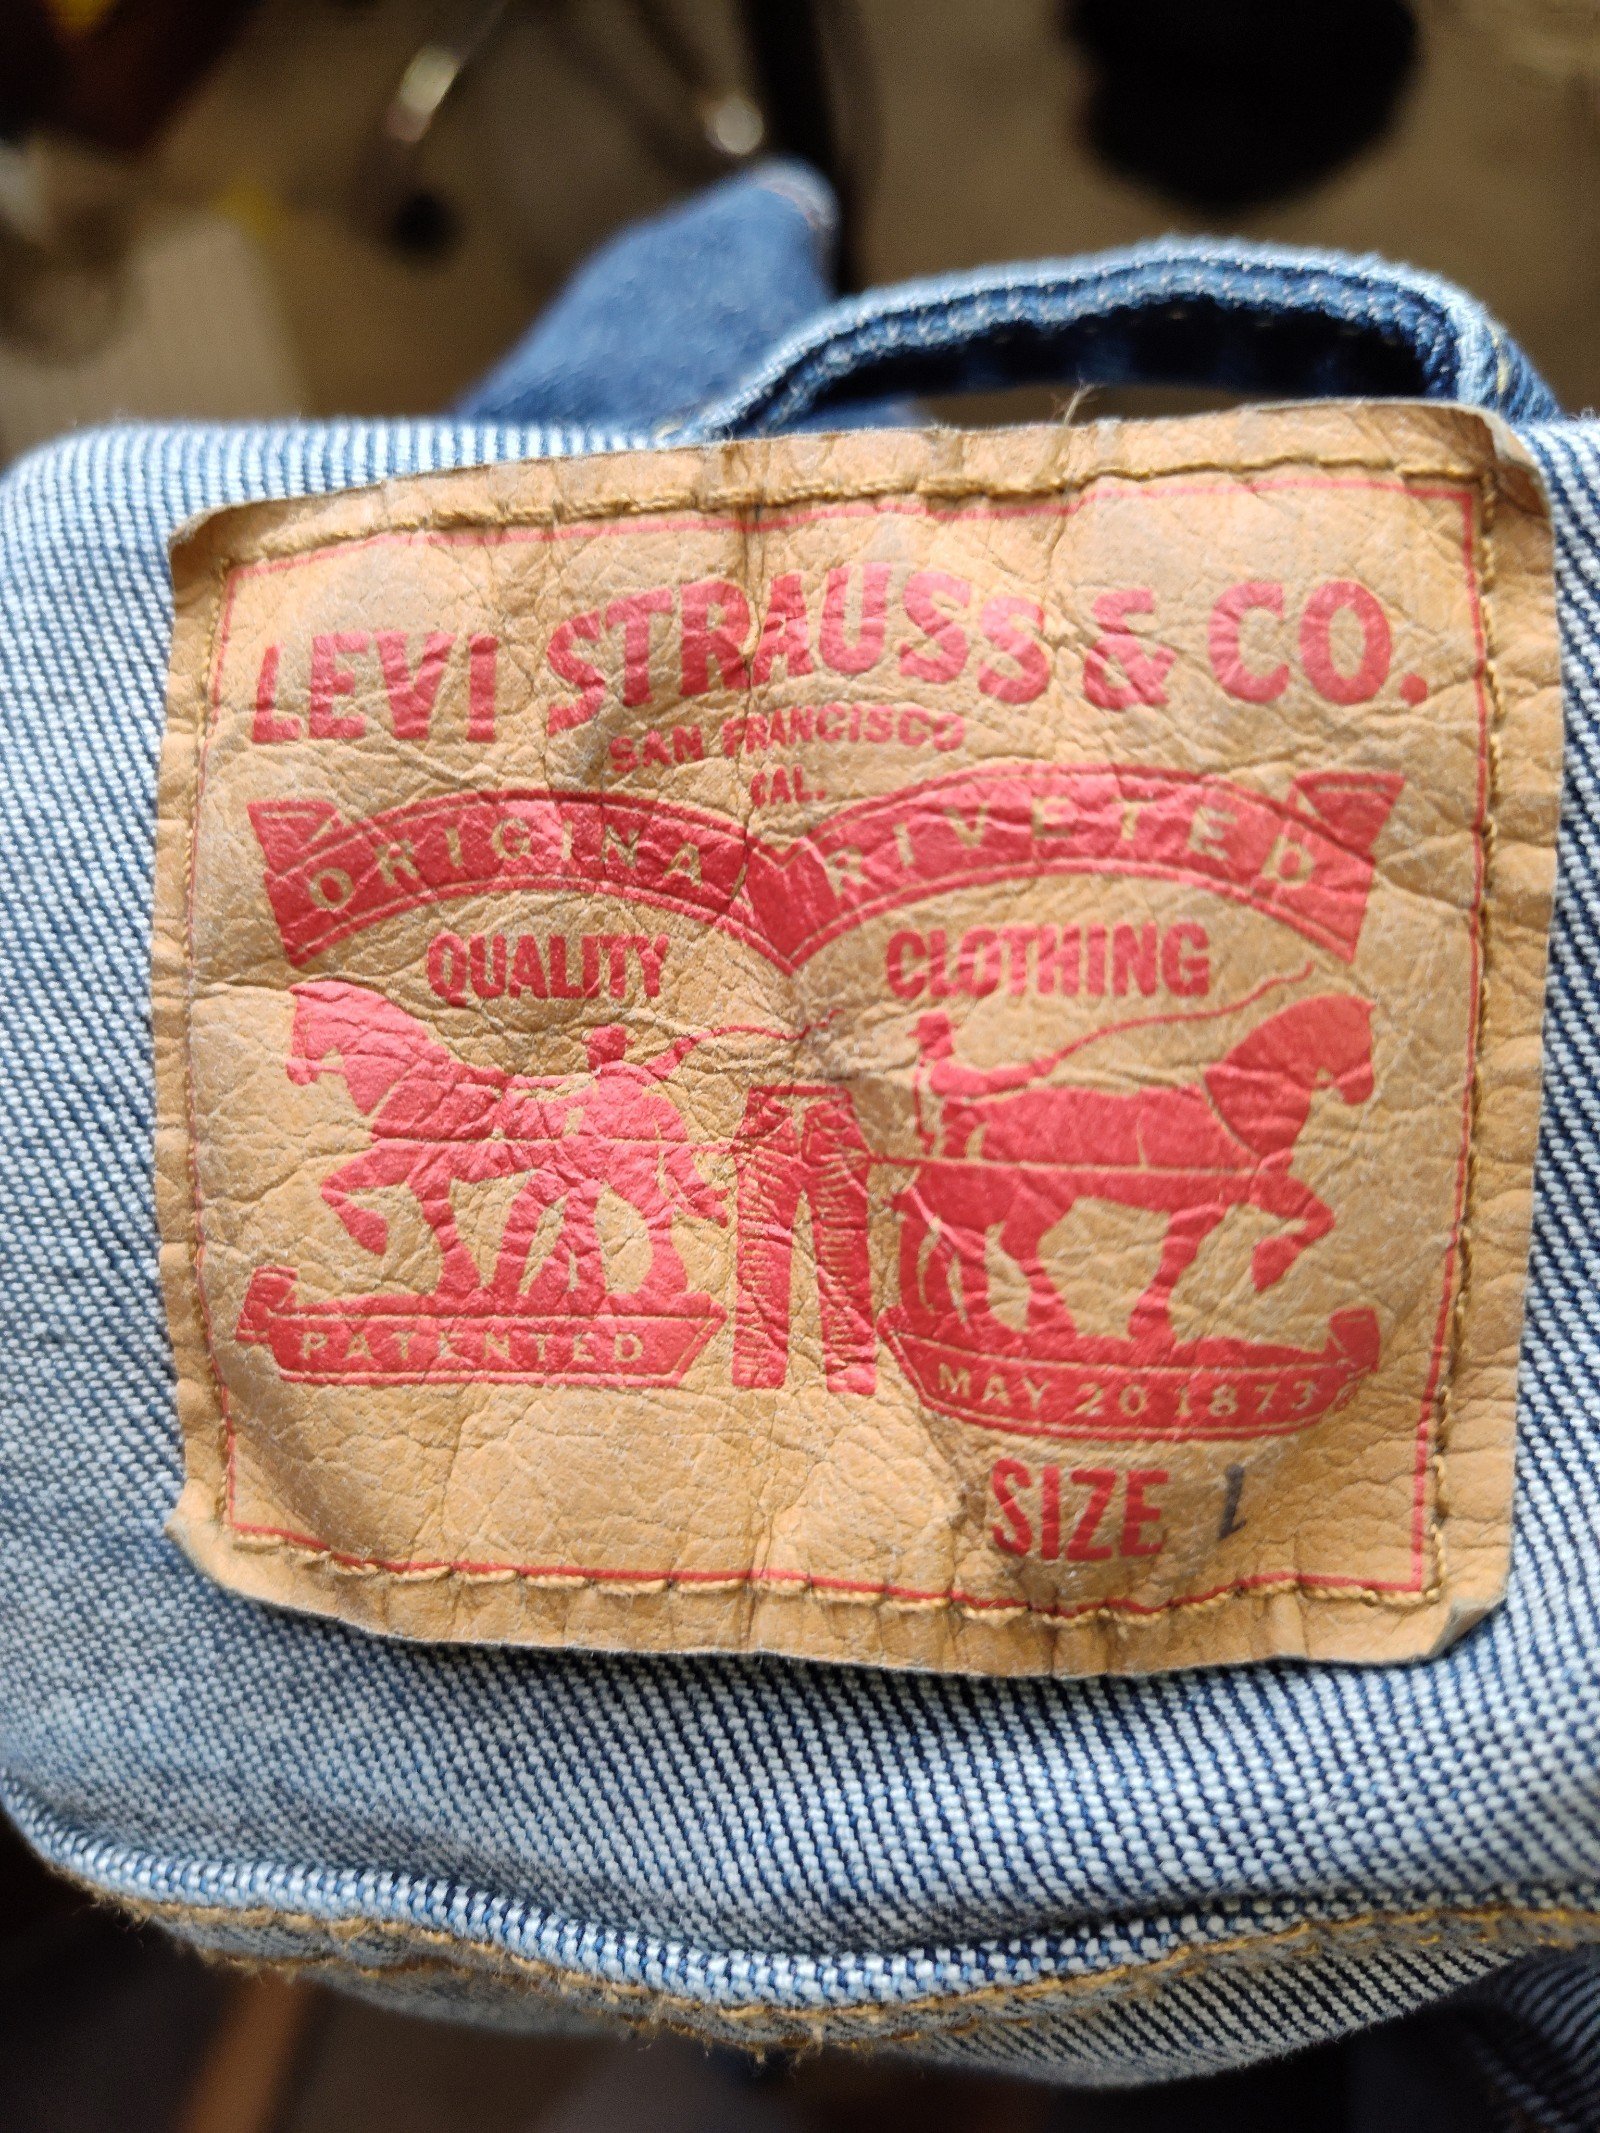 LEVI STRAUSS & CO.
SAN FRANCISCO
CAL.
ORIGINAL RIVETED
QUALITY CLOTHING
PATENTED
MAY 20 1873
SIZE L